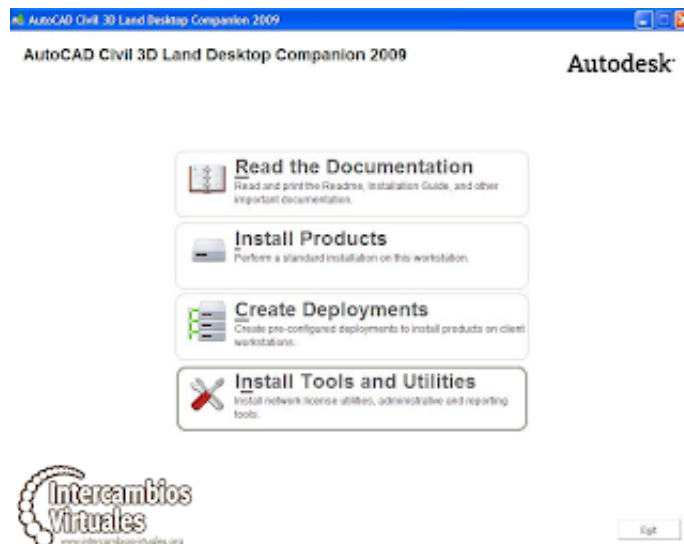 AutoCAD Civil 3D Land Desktop Companion 2009
AutoCAD Civil 3D Land Desktop Companion 2009
Autodesk
Read the Documentation
Read and print the Readme, Installation Guide, and other
important documentation.
Install Products
Perform a standard installation on this workstation.
Create Deployments
Create pre-configured deployments to install products on client
workstations.
Install Tools and Utilities
Install network license utilities, administrative and reporting
tools.
Intercambios
Virtuales
www.intercambiosvirtuales.org
Exit